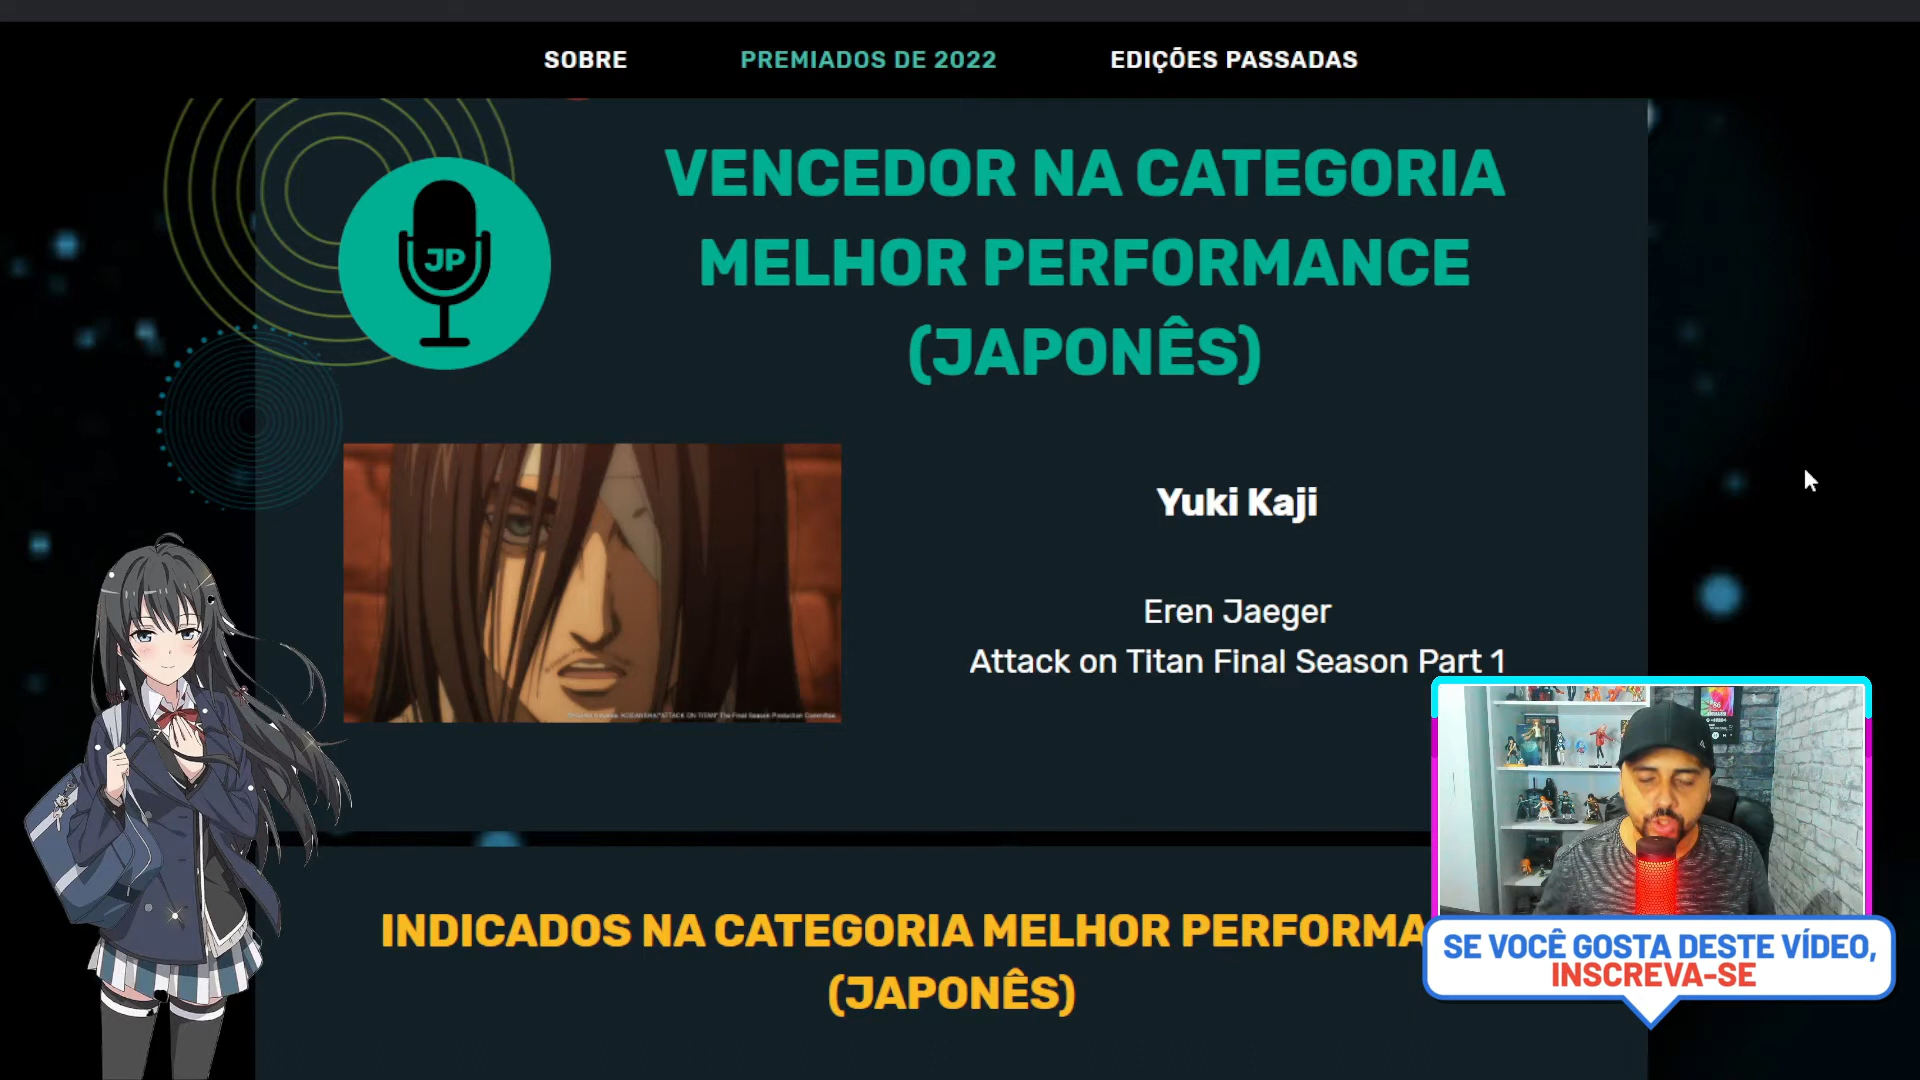 SOBRE
PREMIADOS DE 2022
EDIÇÕES PASSADAS
JP
VENCEDOR NA CATEGORIA
MELHOR PERFORMANCE
(JAPONÊS)
Yuki Kaji
Eren Jaeger
Attack on Titan Final Season Part 1
INDICADOS NA CATEGORIA MELHOR PERFORMA
(JAPONÊS)
SE VOCÊ GOSTA DESTE VÍDEO,
INSCREVA-SE